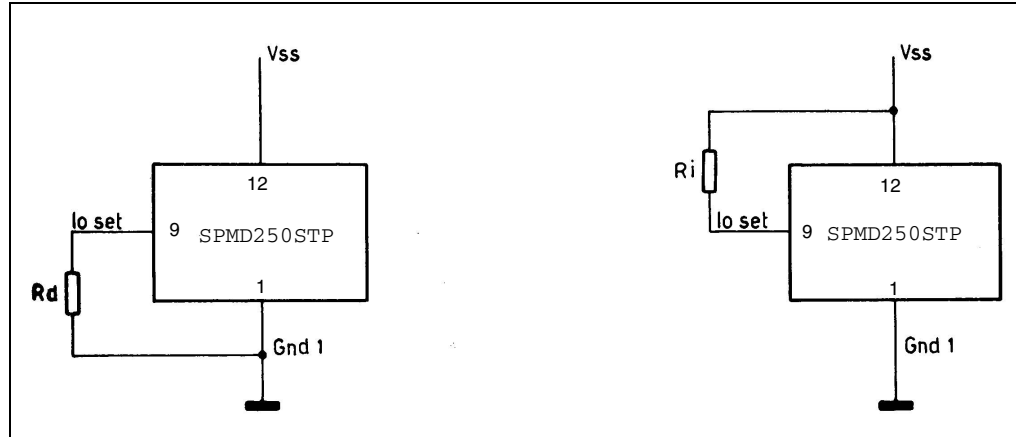 Vss
12
Io set
9
SPMD250STP
Rd
1
Gnd 1
Vss
Ri
12
Io set
9
SPMD250STP
1
Gnd 1